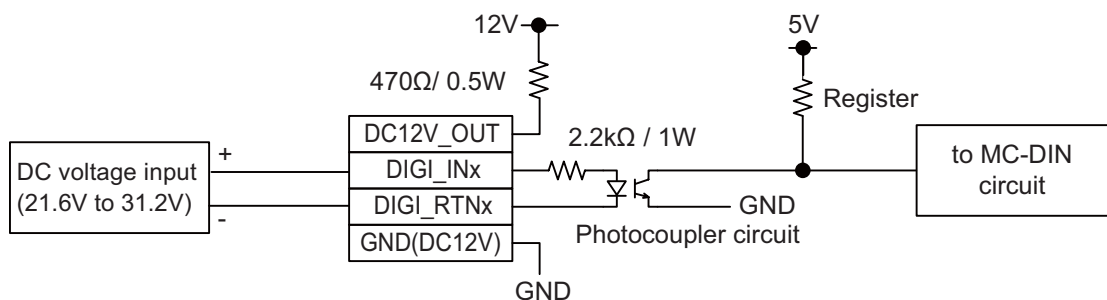 12V
5V
470Ω/ 0.5W
Register
DC12V_OUT
2.2kΩ / 1W
DC voltage input
(21.6V to 31.2V)
+
-
DIGI_INx
DIGI_RTNx
GND(DC12V)
to MC-DIN
circuit
GND
Photocoupler circuit
GND